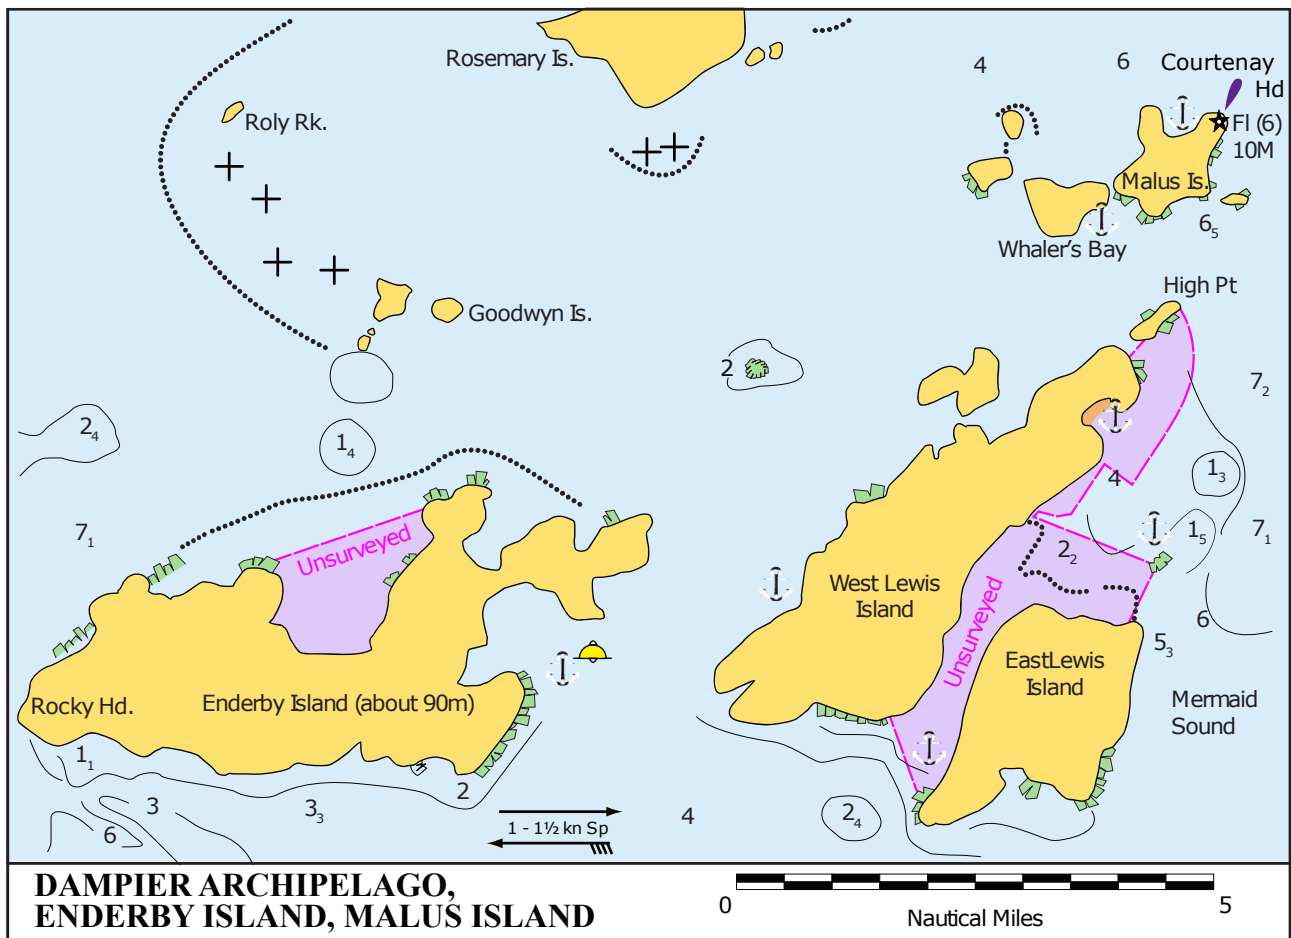 Rosemary Is.
4
6
Courtenay
Hd
Fl (6)
10M
Roly Rk.
Malus Is.
6₅
Whaler's Bay
High Pt
Goodwyn Is.
2
7₂
2₄
1₄
1₃
4
7₁
Unsurveyed
2₂
1₅
7₁
West Lewis
Island
Unsurveyed
6
5₃
EastLewis
Island
Rocky Hd.
Enderby Island (about 90m)
Mermaid
Sound
1₁
3
3₃
2
6
4
2₄
1 - 1½ kn Sp
DAMPIER ARCHIPELAGO,
ENDERBY ISLAND, MALUS ISLAND
0
5
Nautical Miles